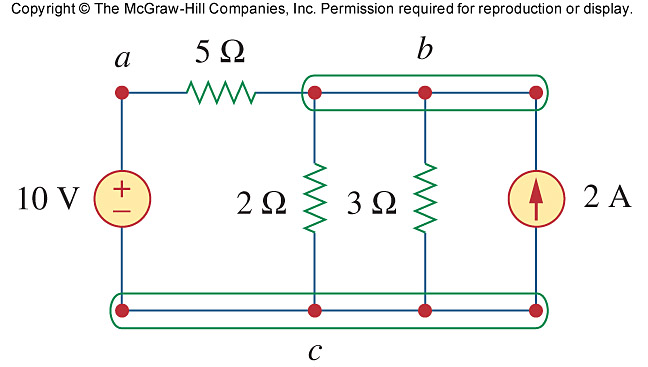 Copyright © The McGraw-Hill Companies, Inc. Permission required for reproduction or display.
a
5 Ω
b
10 V
+
−
2 Ω
3 Ω
2 A
c